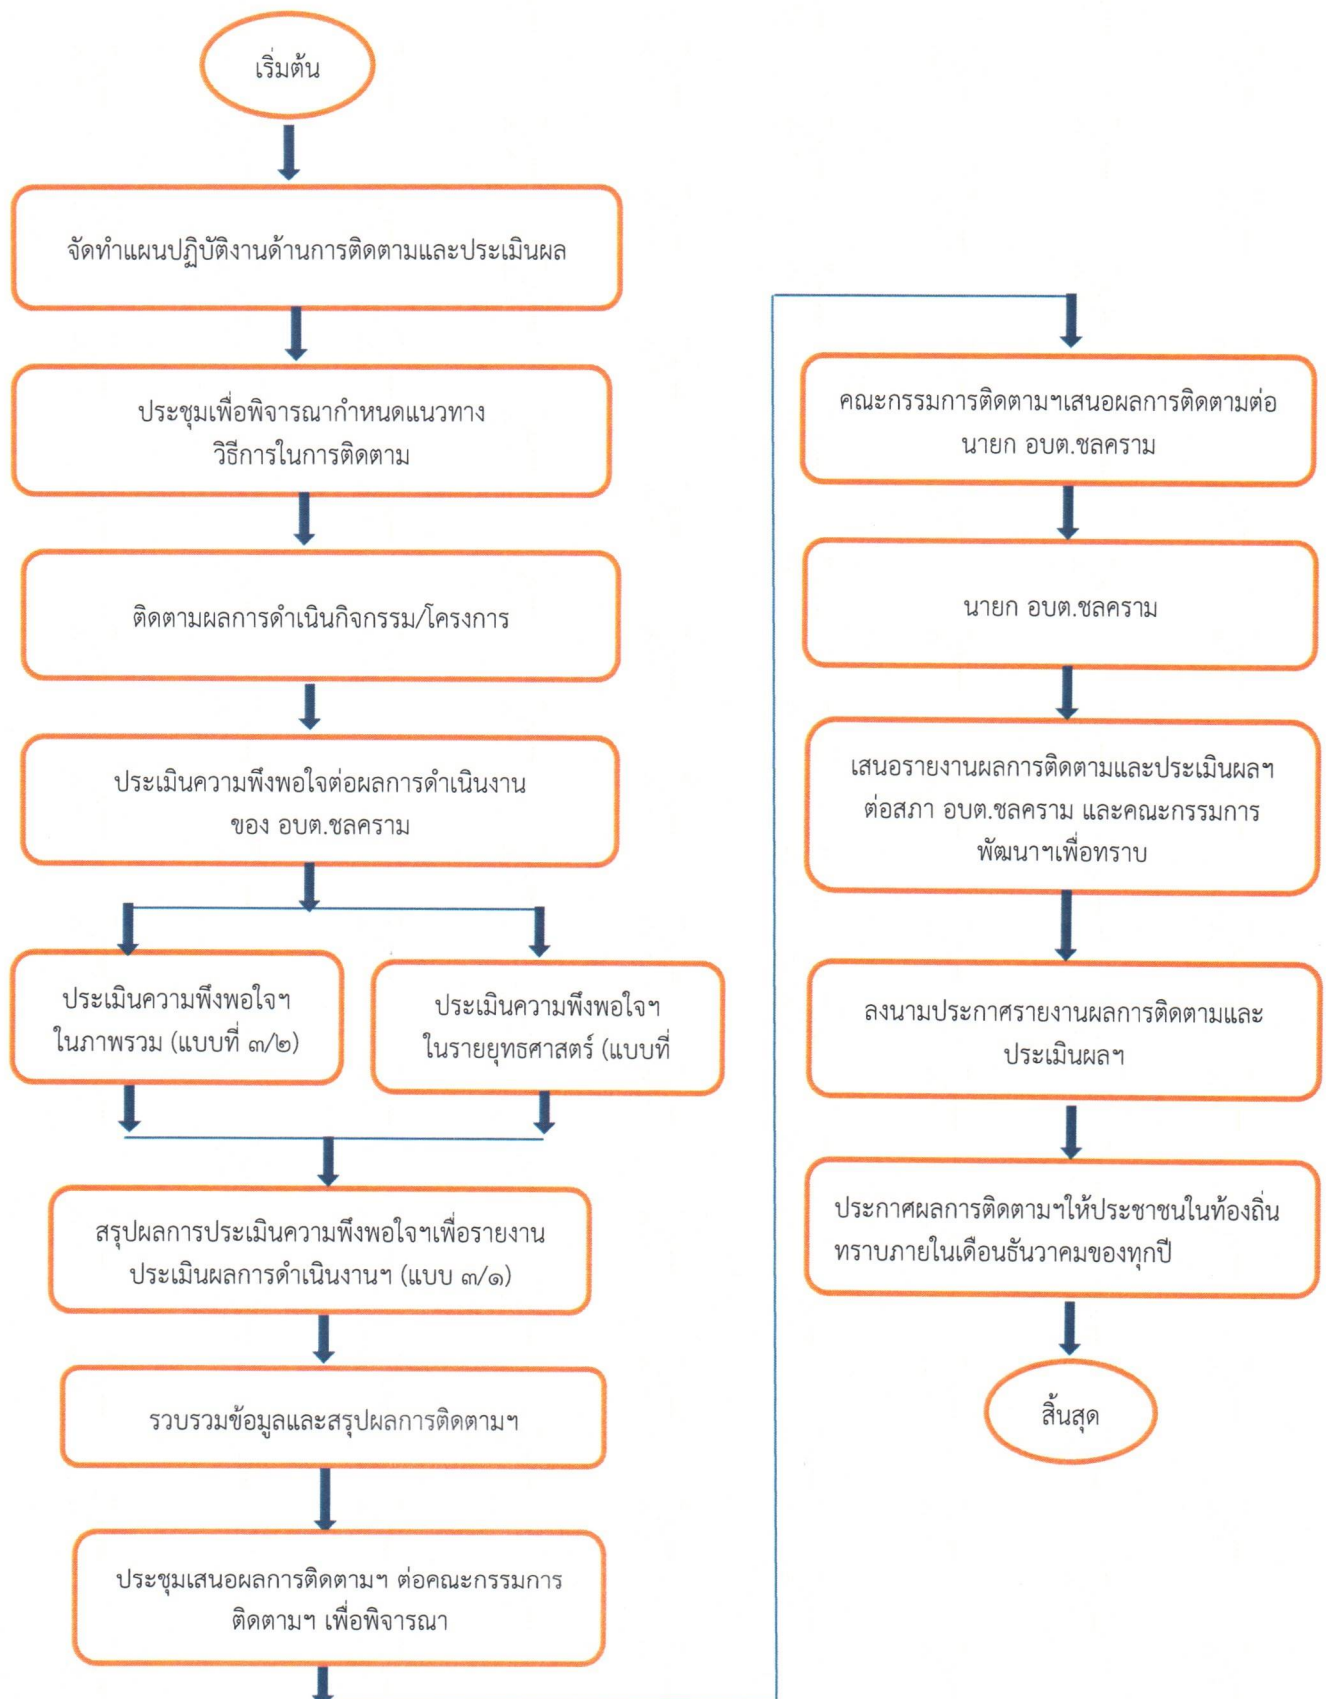 เริ่มต้น
จัดทำแผนปฏิบัติงานด้านการติดตามและประเมินผล
ประชุมเพื่อพิจารณากำหนดแนวทาง
วิธีการในการติดตาม
ติดตามผลการดำเนินกิจกรรม/โครงการ
ประเมินความพึงพอใจต่อผลการดำเนินงาน
ของ อบต.ชลคราม
ประเมินความพึงพอใจฯ
ในภาพรวม (แบบที่ ๓/๒)
ประเมินความพึงพอใจฯ
ในรายยุทธศาสตร์ (แบบที่
สรุปผลการประเมินความพึงพอใจฯเพื่อรายงาน
ประเมินผลการดำเนินงานฯ (แบบ ๓/๑)
รวบรวมข้อมูลและสรุปผลการติดตามฯ
ประชุมเสนอผลการติดตามฯ ต่อคณะกรรมการ
ติดตามฯ เพื่อพิจารณา
คณะกรรมการติดตามฯเสนอผลการติดตามต่อ
นายก อบต.ชลคราม
นายก อบต.ชลคราม
เสนอรายงานผลการติดตามและประเมินผลฯ
ต่อสภา อบต.ชลคราม และคณะกรรมการ
พัฒนาฯเพื่อทราบ
ลงนามประกาศรายงานผลการติดตามและ
ประเมินผลฯ
ประกาศผลการติดตามฯให้ประชาชนในท้องถิ่น
ทราบภายในเดือนธันวาคมของทุกปี
สิ้นสุด